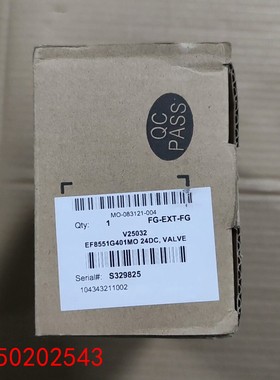 QC
PASS
MO-083121-004
Qty: 1 FG-EXT-FG
V25032
EF8551G401MO 24DC, VALVE
Serial#: S329825
104343211002
50202543